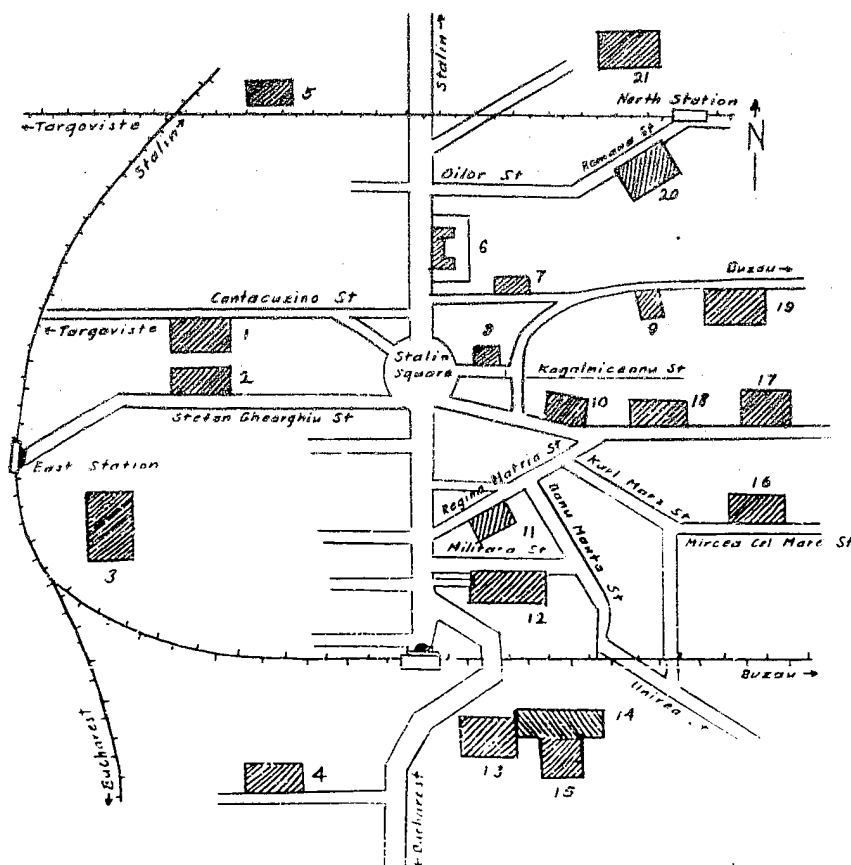 Stalin
21
5
North Station
←Targoviste
Stalin
Romana St
N
Oilor St
20
6
7
Buzau→
Cantacuzino St
←Targoviste
1
8
9
19
Stalin
Square
Kogalniceanu St
2
17
10
18
Stefan Gheorghiu St
East Station
Regina Maria St
Karl Marx St
16
3
11
Militara St
Danu Manta
St
Mircea Cel Mare St
12
Buzau→
Unirea
←Bucharest
14
13
15
4
←Bucharest